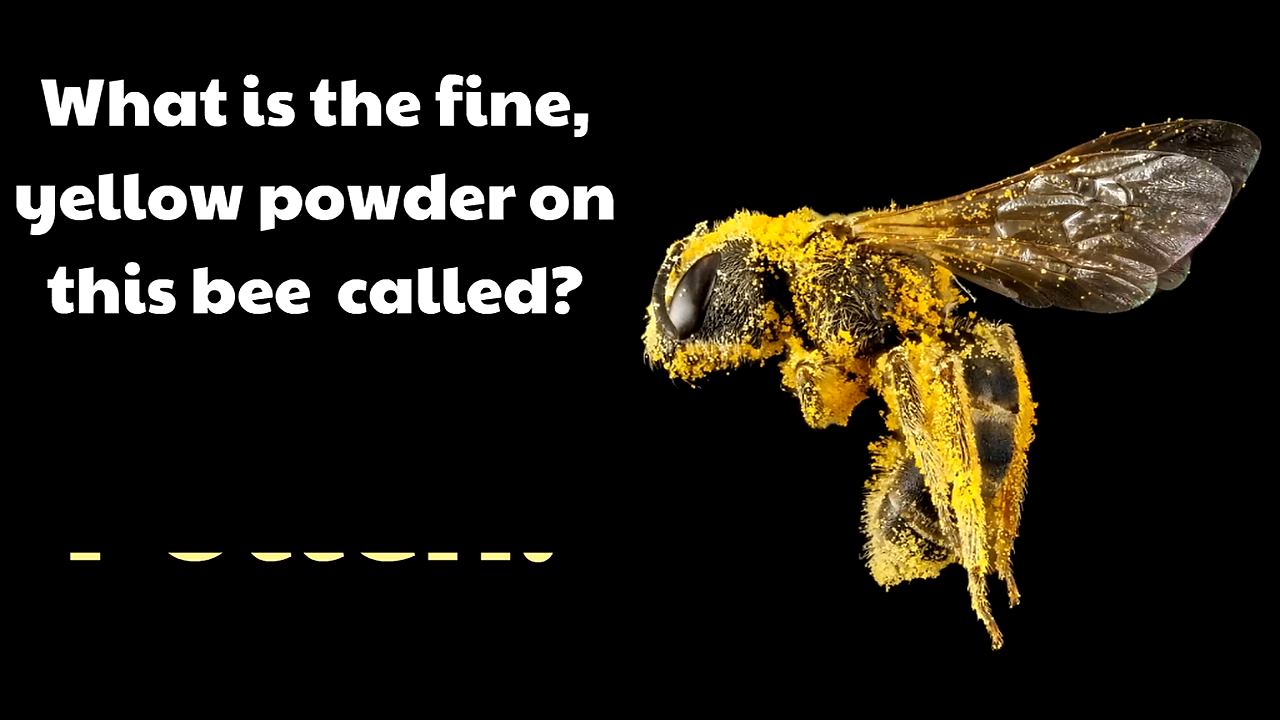 What is the fine,
yellow powder on
this bee called?